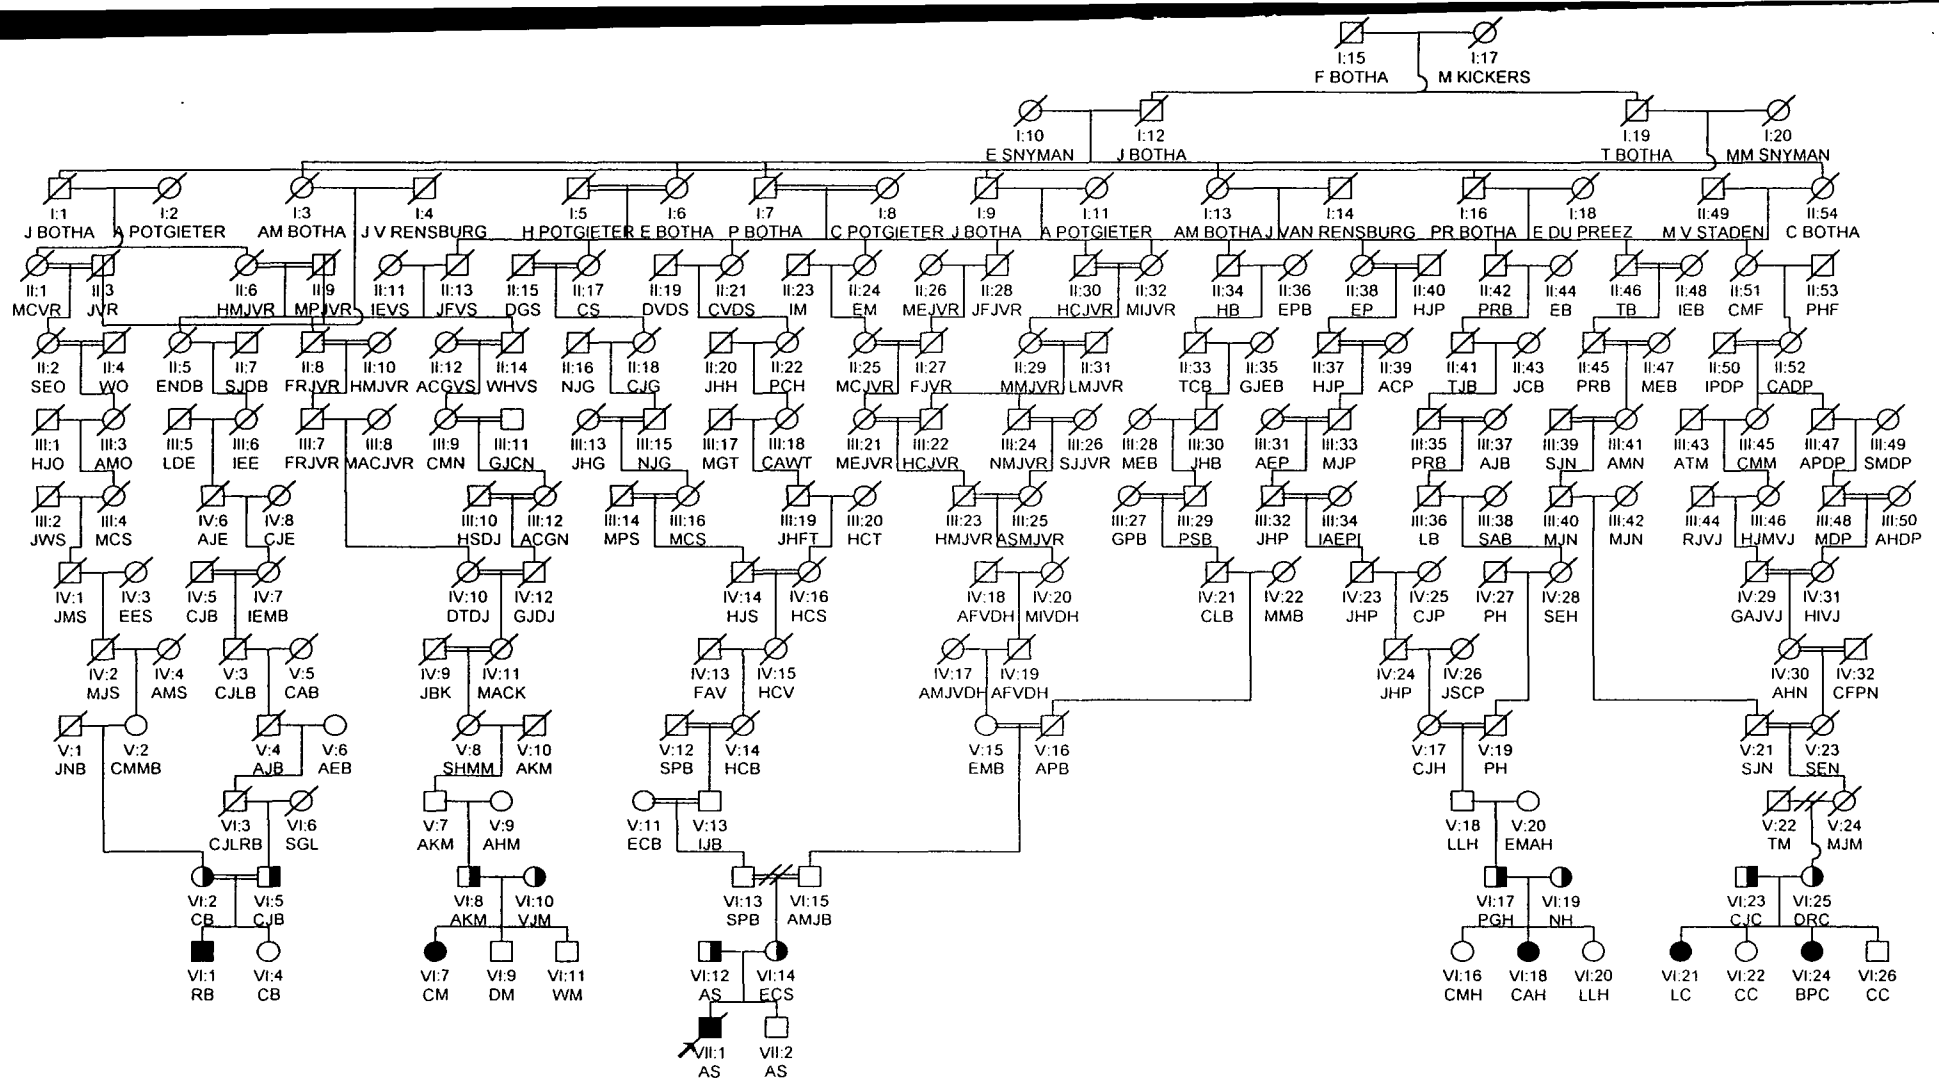 I:15 I:17
F BOTHA M KICKERS
I:10 I:12 I:19 I:20
E SNYMAN J BOTHA T BOTHA MM SNYMAN
I:1 I:2 I:3 I:4 I:5 I:6 I:7 I:8 I:9 I:11 I:13 I:14 I:16 I:18 II:49 II:54
J BOTHA A POTGIETER AM BOTHA J V RENSBURG H POTGIETER E BOTHA P BOTHA C POTGIETER J BOTHA A POTGIETER AM BOTHA J VAN RENSBURG PR BOTHA E DU PREEZ M V STADEN C BOTHA
II:1 II:3 II:6 II:9 II:11 II:13 II:15 II:17 II:19 II:21 II:23 II:24 II:26 II:28 II:30 II:32 II:34 II:36 II:38 II:40 II:42 II:44 II:46 II:48 II:51 II:53
MCVR JVR HMJVR MPJVR IEVS JFVS DGS CS DVDS CVDS IM EM MEJVR JFJVR HCJVR MIJVR HB EPB EP HJP PRB EB TB IEB CMF PHF
II:2 II:4 II:5 II:7 II:8 II:10 II:12 II:14 II:16 II:18 II:20 II:22 II:25 II:27 II:29 II:31 II:33 II:35 II:37 II:39 II:41 II:43 II:45 II:47 II:50 II:52
SEO WO ENDB SJDB FRJVR HMJVR ACGVS WHVS NJG CJG JHH PCH MCJVR FJVR MMJVR LMJVR TCB GJEB HJP ACP TJB JCB PRB MEB IPDP CADP
III:1 III:3 III:5 III:6 III:7 III:8 III:9 III:11 III:13 III:15 III:17 III:18 III:21 III:22 III:24 III:26 III:28 III:30 III:31 III:33 III:35 III:37 III:39 III:41 III:43 III:45 III:47 III:49
HJO AMO LDE IEE FRJVR MACJVR CMN GJCN JHG NJG MGT CAWT MEJVR HCJVR NMJVR SJJVR MEB JHB AEP MJP PRB AJB SJN AMN ATM CMM APDP SMDP
III:2 III:4 IV:6 IV:8 III:10 III:12 III:14 III:16 III:19 III:20 III:23 III:25 III:27 III:29 III:32 III:34 III:36 III:38 III:40 III:42 III:44 III:46 III:48 III:50
JWS MCS AJE CJE HSDJ ACGN MPS MCS JHFT HCT HMJVR ASMJVR GPB PSB JHP IAEPJ LB SAB MJN MJN RJVJ HJMVJ MDP AHDP
IV:1 IV:3 IV:5 IV:7 IV:10 IV:12 IV:14 IV:16 IV:18 IV:20 IV:21 IV:22 IV:23 IV:25 IV:27 IV:28 IV:29 IV:31
JMS EES CJB IEMB DTDJ GJDJ HJS HCS AFVDH MIVDH CLB MMB JHP CJP PH SEH GAJVJ HIVJ
IV:2 IV:4 V:3 V:5 IV:9 IV:11 IV:13 IV:15 IV:17 IV:19 IV:24 IV:26 IV:30 IV:32
MJS AMS CJLB CAB JBK MACK FAV HCV AMJVDH AFVDH JHP JSCP AHN CFPN
V:1 V:2 V:4 V:6 V:8 V:10 V:12 V:14 V:15 V:16 V:17 V:19 V:21 V:23
JNB CMMB AJB AEB SHMM AKM SPB HCB EMB APB CJH PH SJN SEN
VI:3 VI:6 V:7 V:9 V:11 V:13 V:18 V:20 V:22 V:24
CJLRB SGL AKM AHM ECB IJB LLH EMAH TM MJM
VI:2 VI:5 VI:8 VI:10 VI:13 VI:15 VI:17 VI:19 VI:23 VI:25
CB CJB AKM VJM SPB AMJB PGH NH CJC DRC
VI:1 VI:4 VI:7 VI:9 VI:11 VI:12 VI:14 VI:16 VI:18 VI:20 VI:21 VI:22 VI:24 VI:26
RB CB CM DM WM AS ECS CMH CAH LLH LC CC BPC CC
VII:1 VII:2
AS AS